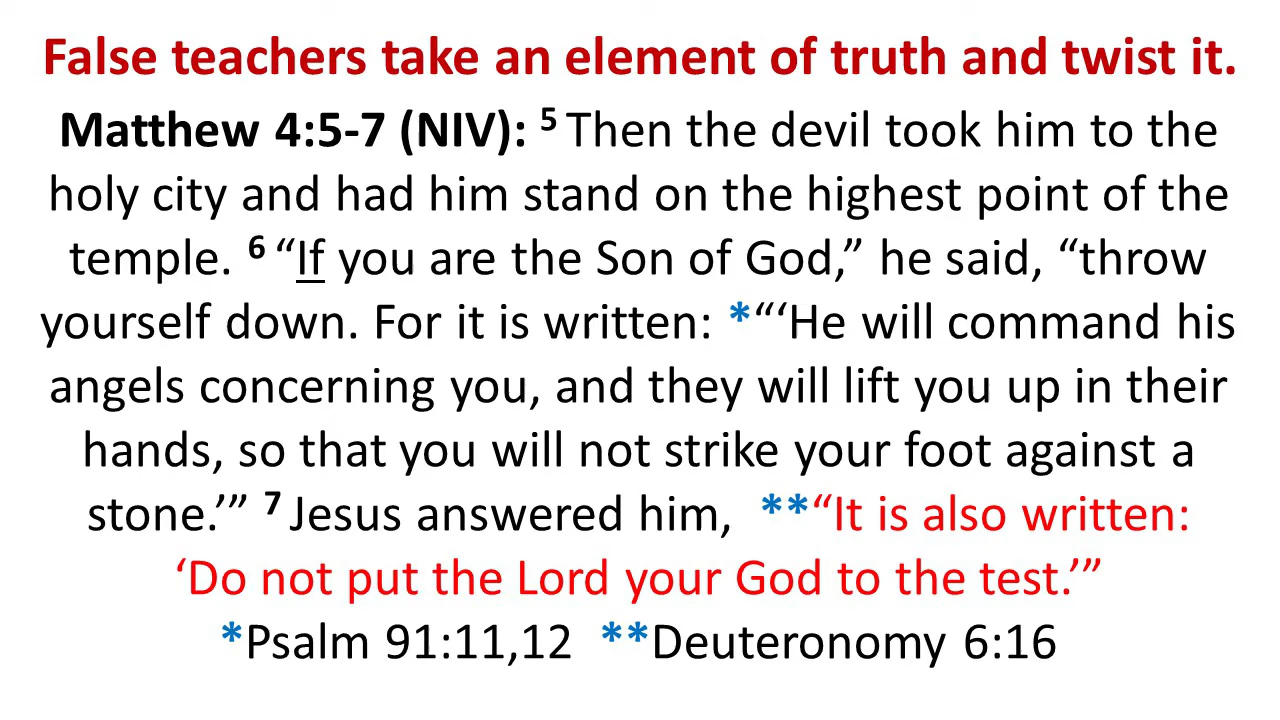 False teachers take an element of truth and twist it.
Matthew 4:5-7 (NIV): 5 Then the devil took him to the
holy city and had him stand on the highest point of the
temple. 6 “If you are the Son of God,” he said, “throw
yourself down. For it is written: *“‘He will command his
angels concerning you, and they will lift you up in their
hands, so that you will not strike your foot against a
stone.’” 7 Jesus answered him, **“It is also written:
‘Do not put the Lord your God to the test.’”
*Psalm 91:11,12 **Deuteronomy 6:16